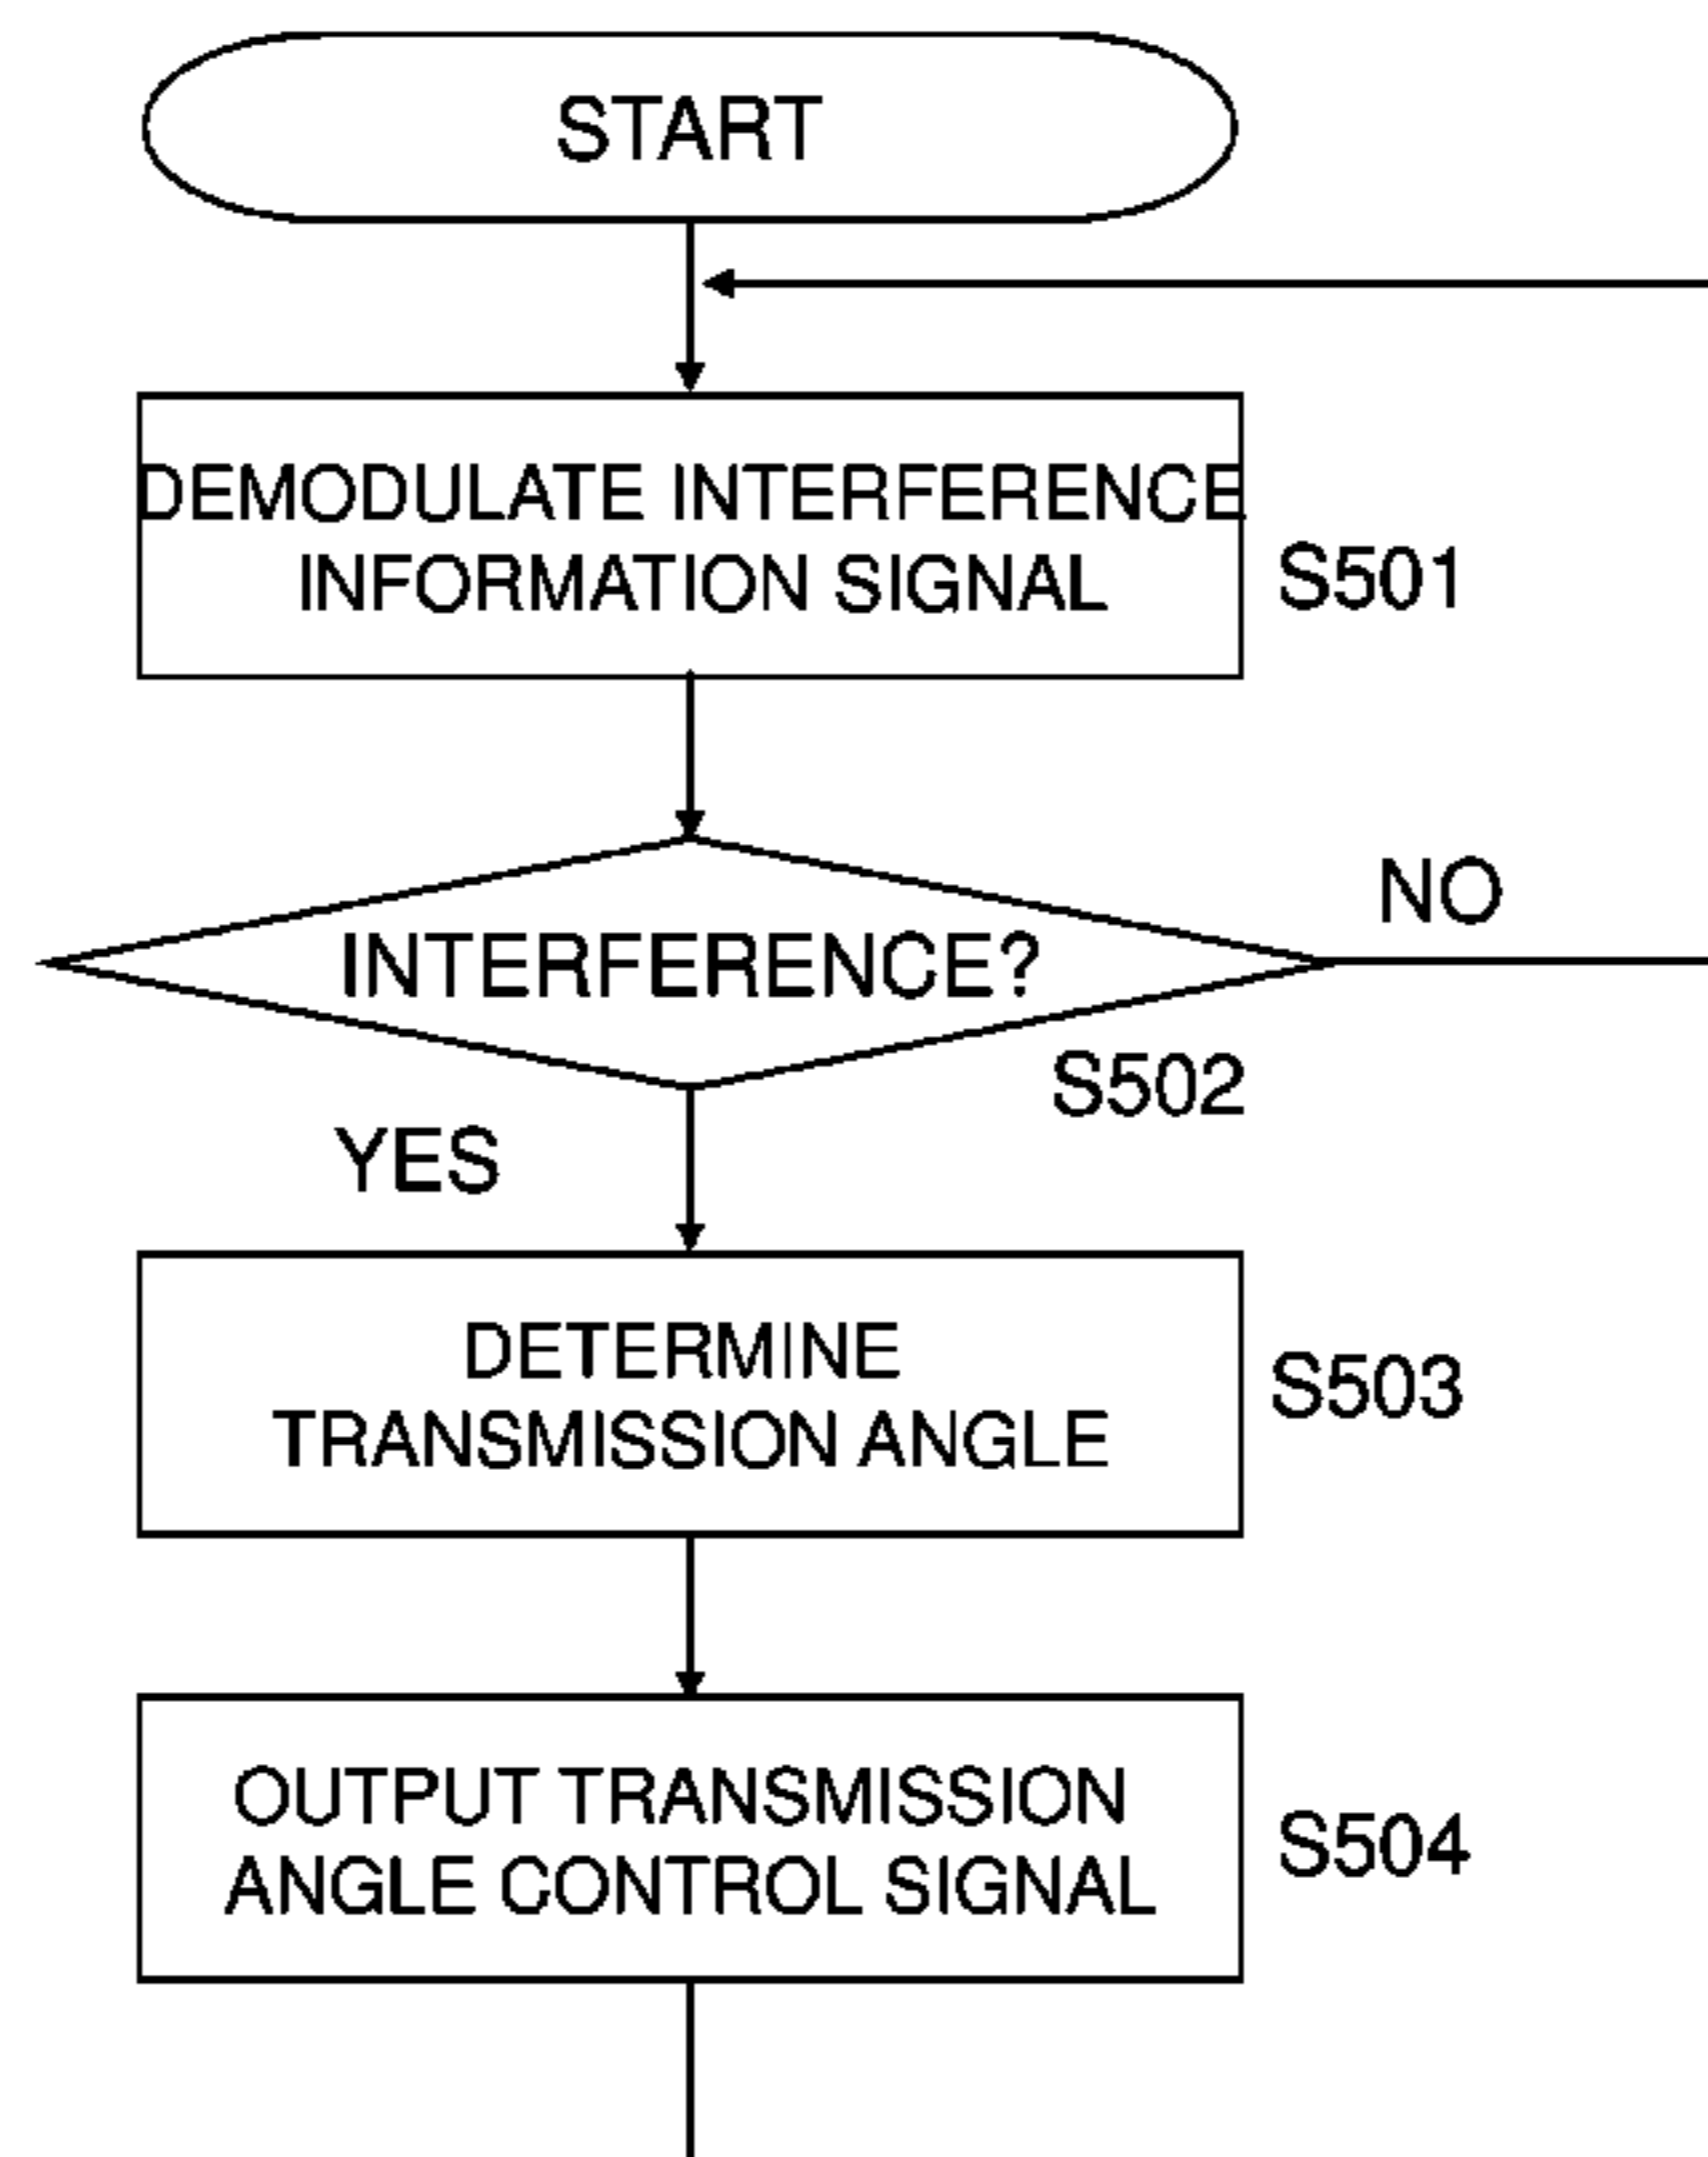 START
DEMODULATE INTERFERENCE
INFORMATION SIGNAL
S501
INTERFERENCE?
NO
S502
YES
DETERMINE
TRANSMISSION ANGLE
S503
OUTPUT TRANSMISSION
ANGLE CONTROL SIGNAL
S504